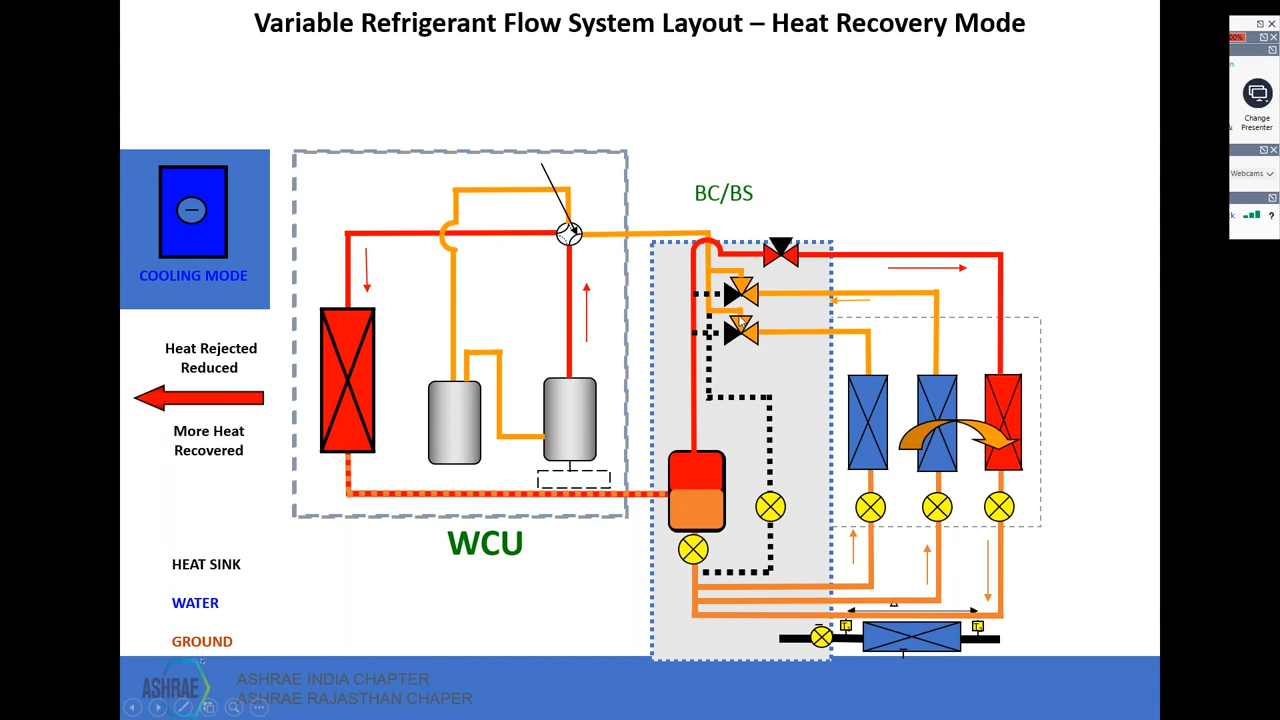 Variable Refrigerant Flow System Layout – Heat Recovery Mode
Change
Presenter
Webcams
?
BC/BS
COOLING MODE
Heat Rejected
Reduced
More Heat
Recovered
WCU
HEAT SINK
WATER
GROUND
ASHRAE
ASHRAE INDIA CHAPTER
ASHRAE RAJASTHAN CHAPER